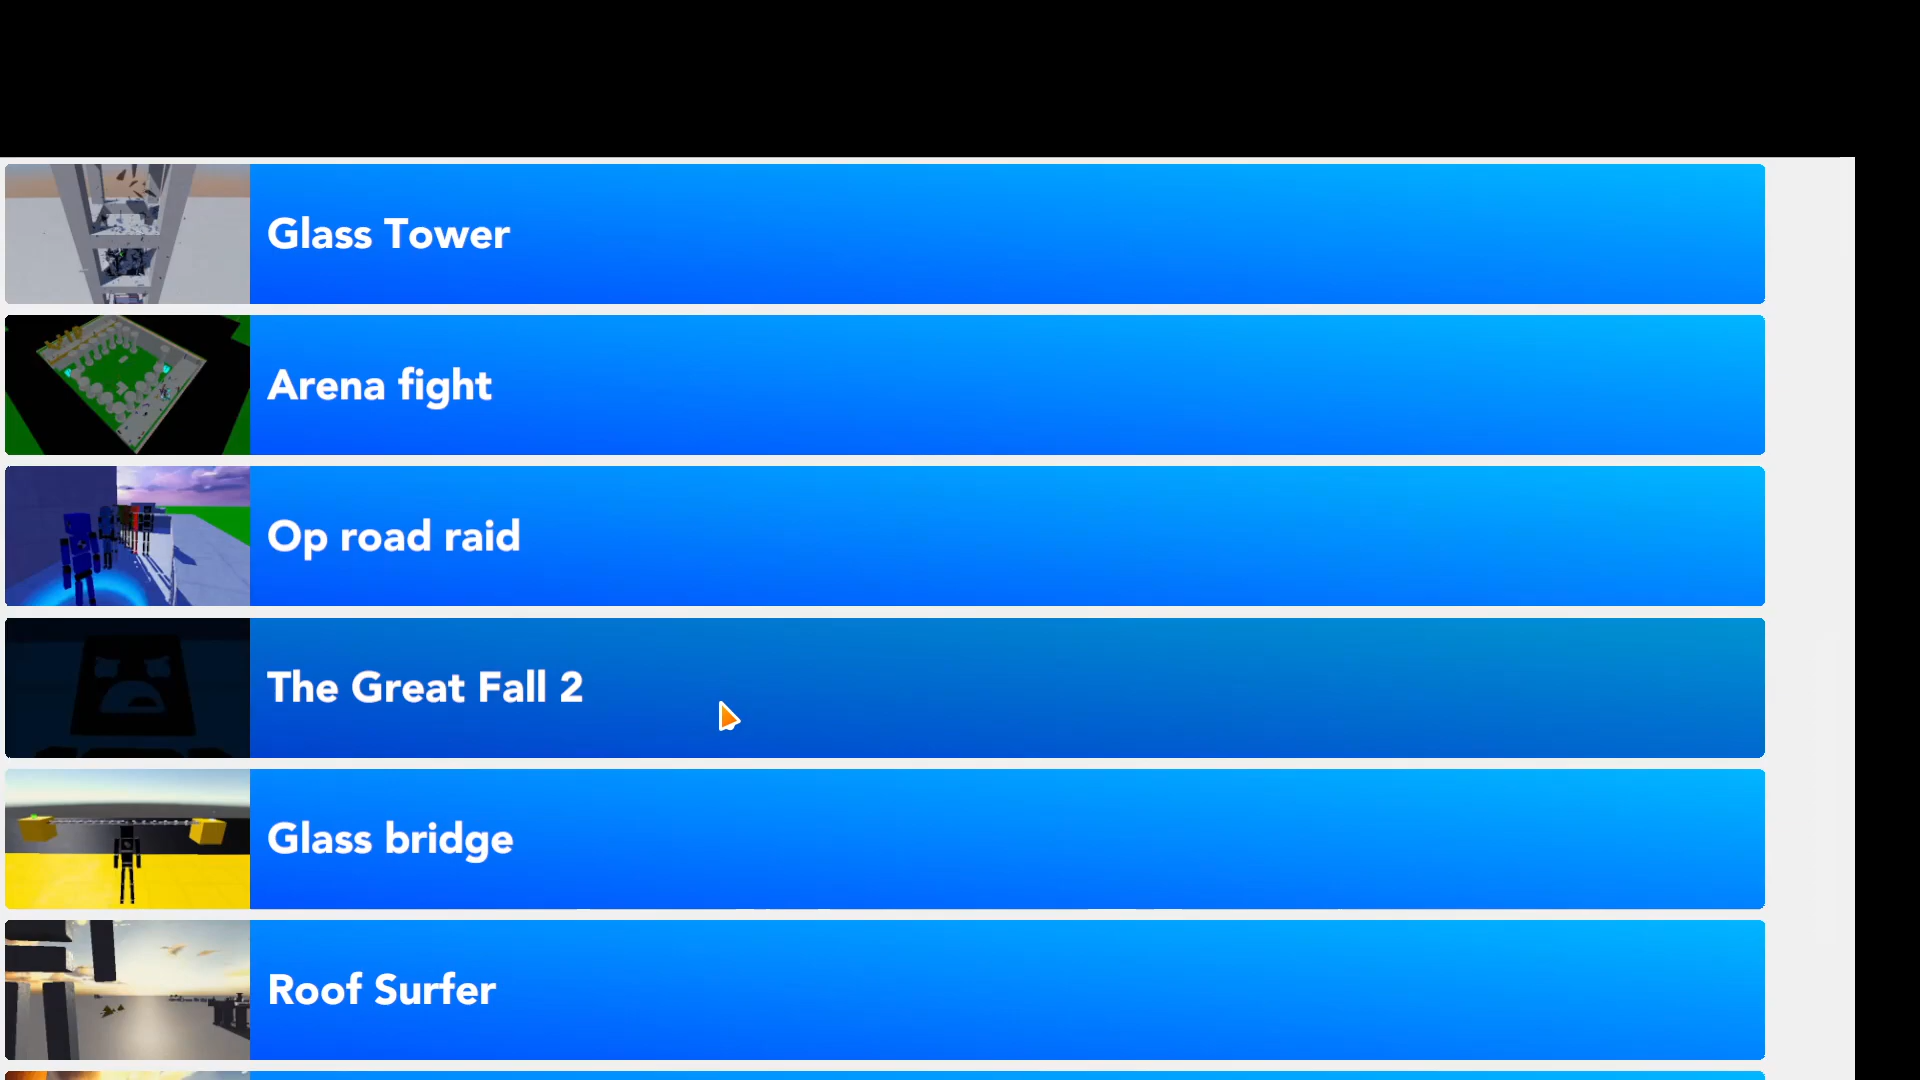 Glass Tower
Arena fight
Op road raid
The Great Fall 2
Glass bridge
Roof Surfer